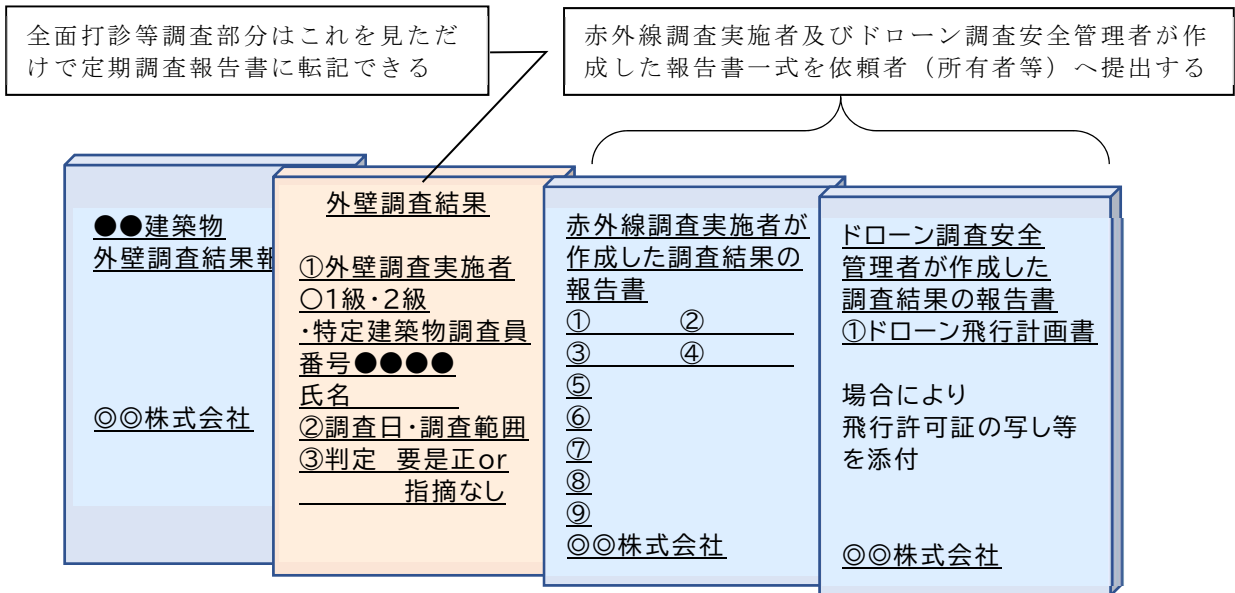 全面打診等調査部分はこれを見ただ
けで定期調査報告書に転記できる
赤外線調査実施者及びドローン調査安全管理者が作
成した報告書一式を依頼者（所有者等）へ提出する
●●建築物
外壁調査結果報
◎◎株式会社
外壁調査結果
①外壁調査実施者
〇1級・2級
・特定建築物調査員
番号●●●●
氏名
②調査日・調査範囲
③判定　要是正or
指摘なし
赤外線調査実施者が
作成した調査結果の
報告書
①　②
③　④
⑤
⑥
⑦
⑧
⑨
◎◎株式会社
ドローン調査安全
管理者が作成した
調査結果の報告書
①ドローン飛行計画書
場合により
飛行許可証の写し等
を添付
◎◎株式会社